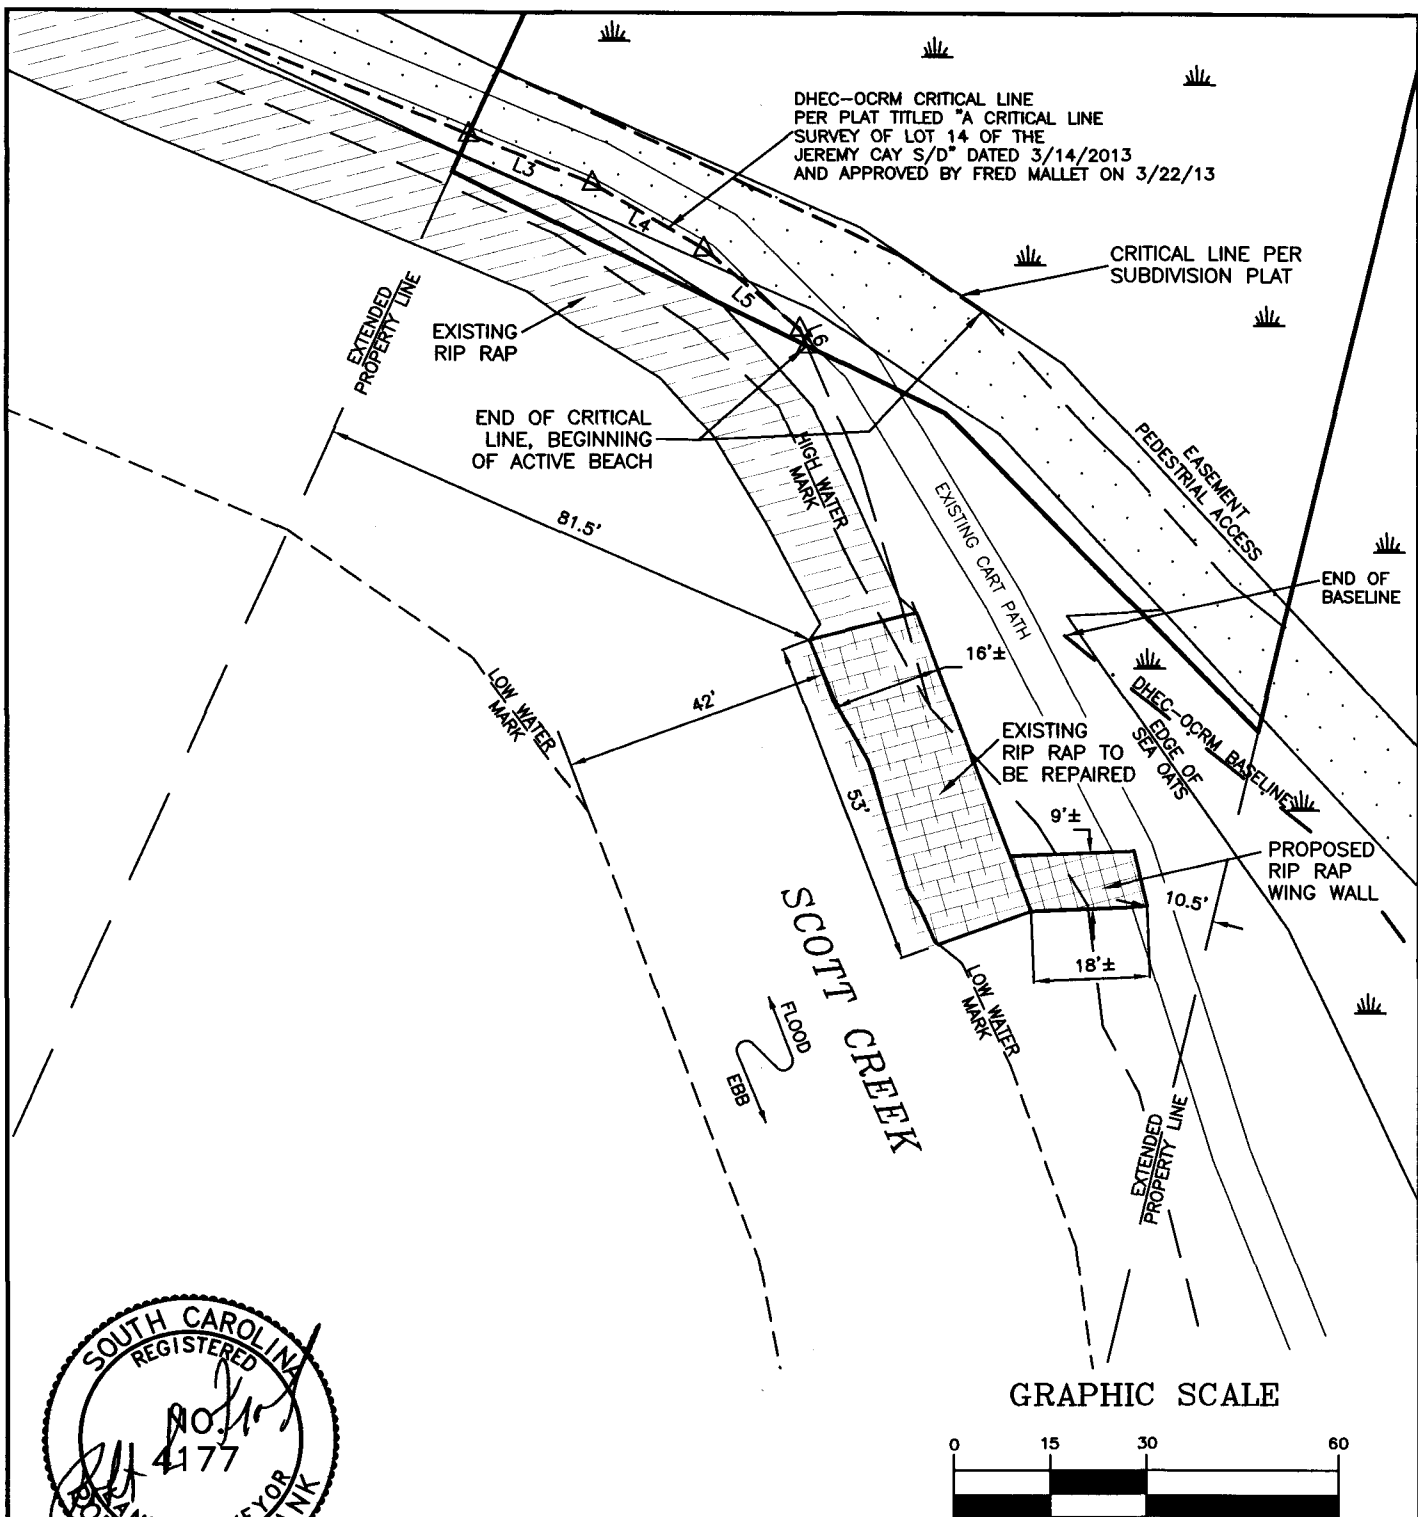 DHEC-OCRM CRITICAL LINE
PER PLAT TITLED "A CRITICAL LINE
SURVEY OF LOT 14 OF THE
JEREMY CAY S/D" DATED 3/14/2013
AND APPROVED BY FRED MALLET ON 3/22/13
L3
L4
L5
L6
CRITICAL LINE PER
SUBDIVISION PLAT
EXTENDED
PROPERTY LINE
EXISTING
RIP RAP
END OF CRITICAL
LINE, BEGINNING
OF ACTIVE BEACH
HIGH WATER
MARK
EASEMENT
PEDESTRIAL ACCESS
EXISTING CART PATH
81.5'
END OF
BASELINE
16'±
42'
LOW WATER
MARK
DHEC-OCRM BASELINE
EDGE OF
SEA OATS
EXISTING
RIP RAP TO
BE REPAIRED
53'
9'±
PROPOSED
RIP RAP
WING WALL
10.5'
18'±
SCOTT CREEK
LOW WATER
MARK
FLOOD
EBB
EXTENDED
PROPERTY LINE
SOUTH CAROLINA
REGISTERED
NO.
4177
GRAPHIC SCALE
0 15 30 60